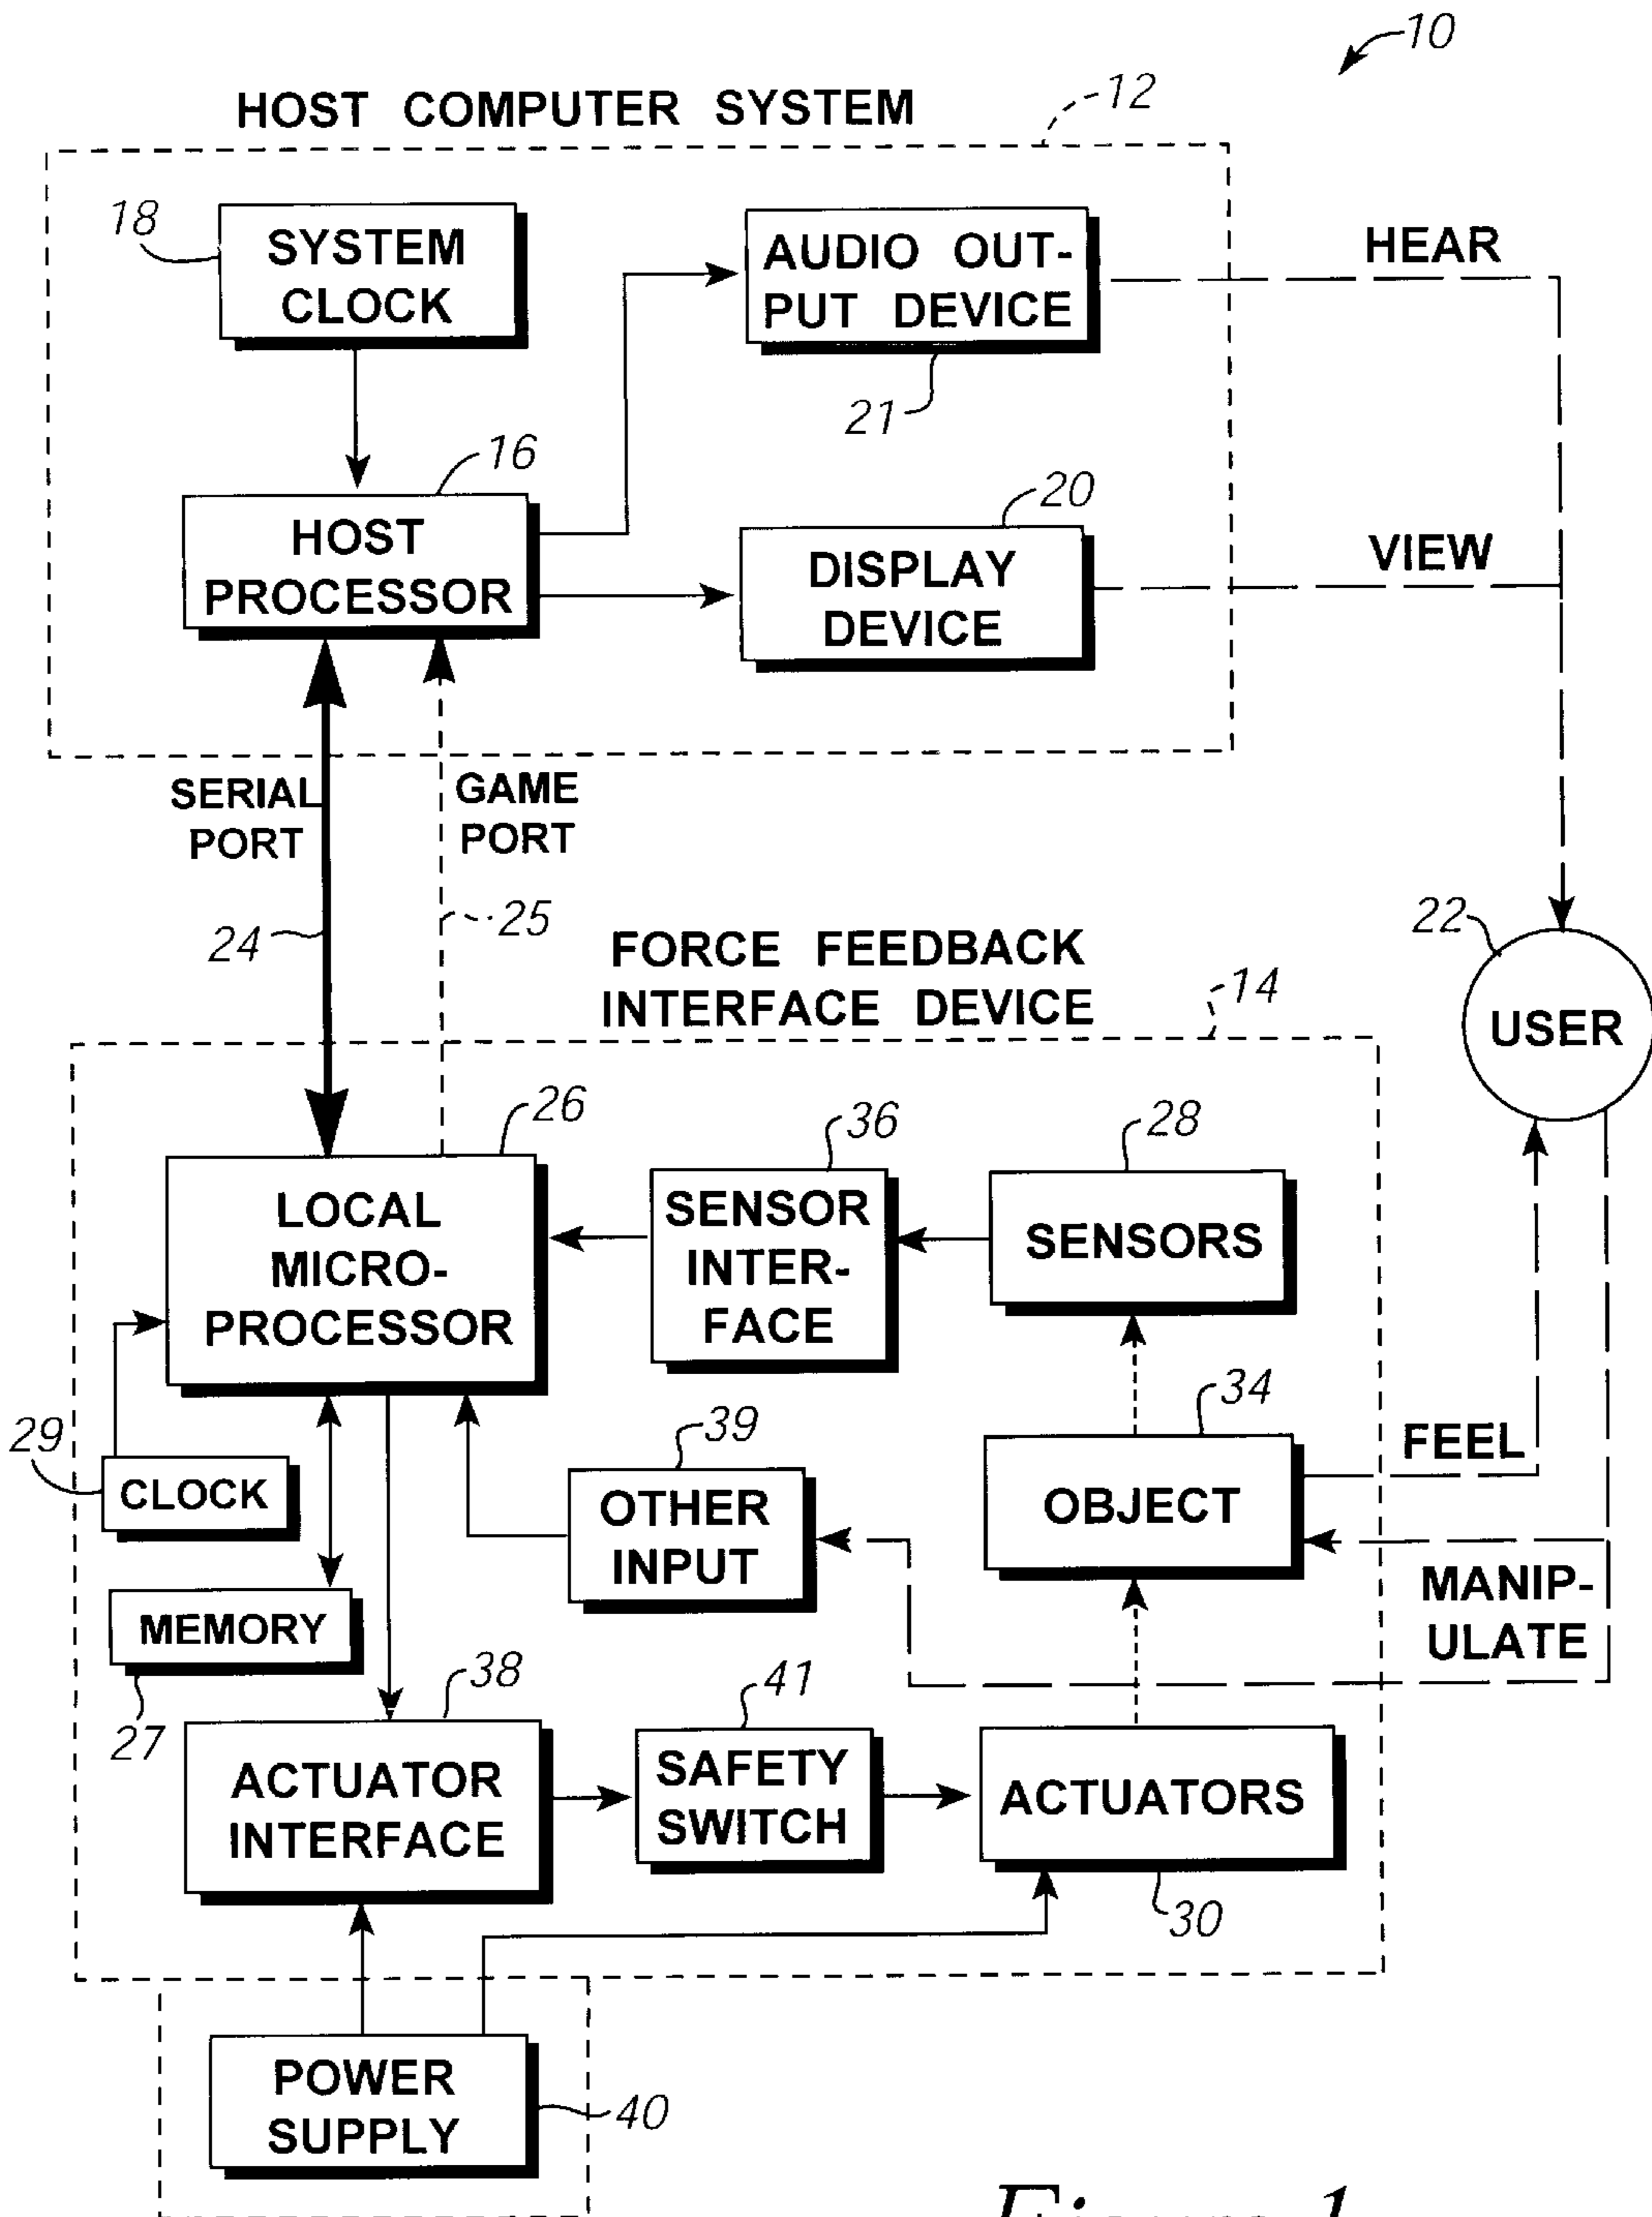 10
HOST COMPUTER SYSTEM
12
18
SYSTEM
CLOCK
AUDIO OUT-
PUT DEVICE
21
HEAR
16
HOST
PROCESSOR
20
DISPLAY
DEVICE
VIEW
SERIAL
PORT
GAME
PORT
24
25
22
USER
FORCE FEEDBACK
INTERFACE DEVICE
14
26
LOCAL
MICRO-
PROCESSOR
36
SENSOR
INTER-
FACE
28
SENSORS
29
CLOCK
39
OTHER
INPUT
34
OBJECT
FEEL
MANIP-
ULATE
MEMORY
27
38
ACTUATOR
INTERFACE
41
SAFETY
SWITCH
ACTUATORS
30
POWER
SUPPLY
40
Figure 1